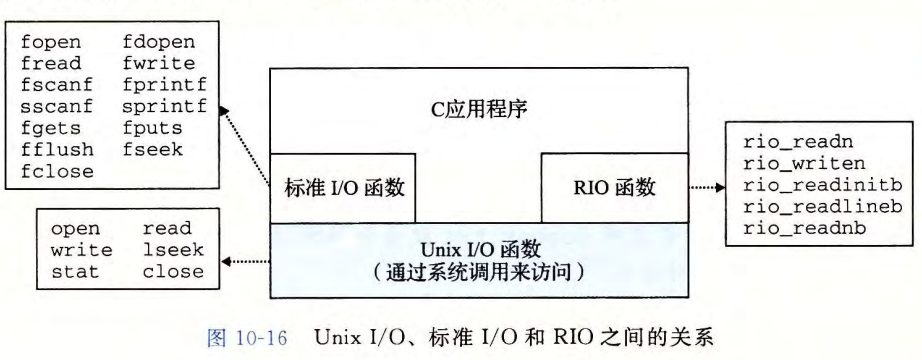 fopen fdopen
fread fwrite
fscanf fprintf
sscanf sprintf
fgets fputs
fflush fseek
fclose
C应用程序
标准 I/O 函数
RIO 函数
rio_readn
rio_writen
rio_readinitb
rio_readlineb
rio_readnb
open read
write lseek
stat close
Unix I/O 函数
（通过系统调用来访问）
图 10-16 Unix I/O、标准 I/O 和 RIO 之间的关系